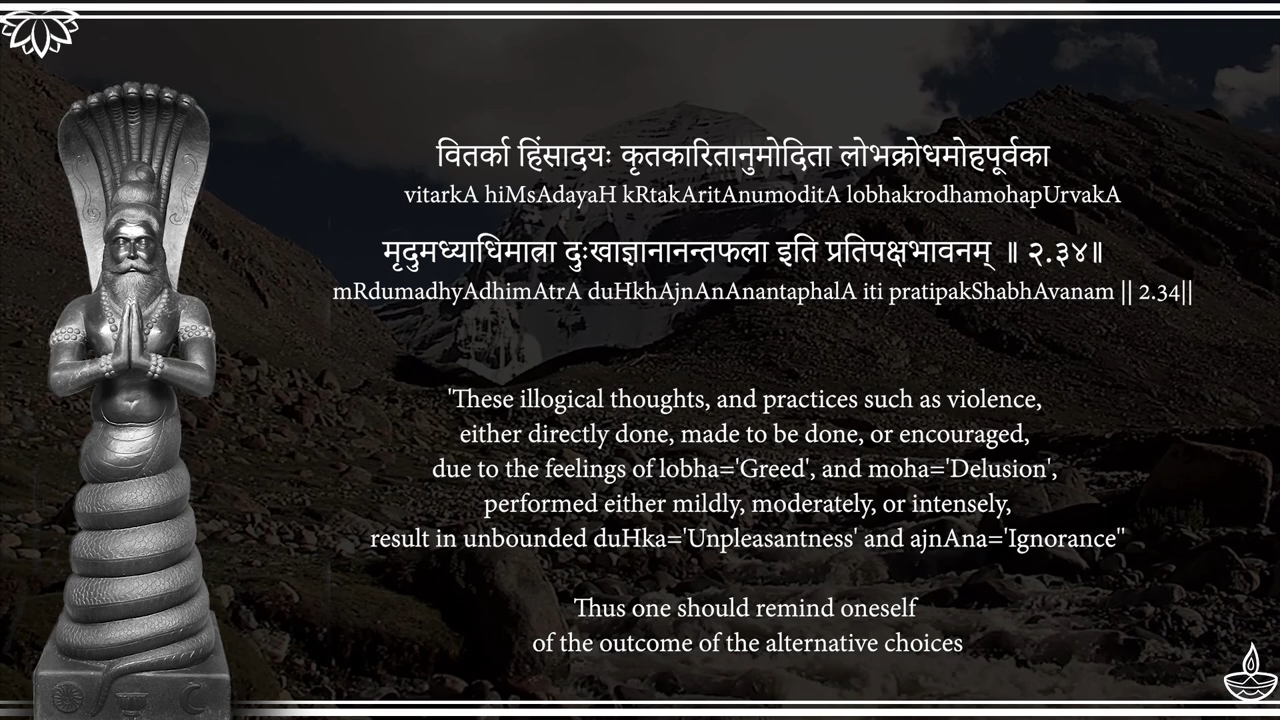 वितर्का हिंसादयः कृतकारितानुमोदिता लोभक्रोधमोहपूर्वका
vitarkA hiMsAdayaH kRtakAritAnumoditA lobhakrodhamohapUrvakA
मृदुमध्याधिमात्रा दुःखाज्ञानानन्तफला इति प्रतिपक्षभावनम् ॥ २.३४॥
mRdumadhyAdhimAtrA duHkhAjnAnAnantaphalA iti pratipakShabhAvanam || 2.34||
'These illogical thoughts, and practices such as violence,
either directly done, made to be done, or encouraged,
due to the feelings of lobha='Greed', and moha='Delusion',
performed either mildly, moderately, or intensely,
result in unbounded duHka='Unpleasantness' and ajnAna='Ignorance"
Thus one should remind oneself
of the outcome of the alternative choices